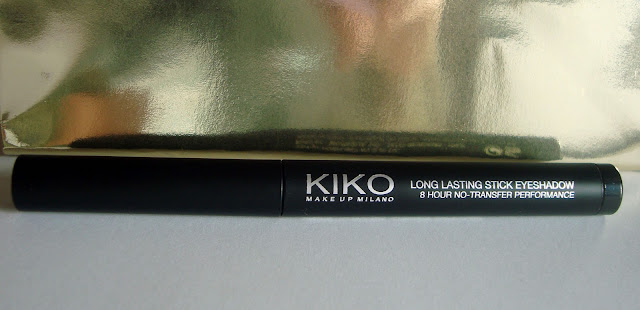 KIKO
MAKE UP MILANO
LONG LASTING STICK EYESHADOW
8 HOUR NO-TRANSFER PERFORMANCE